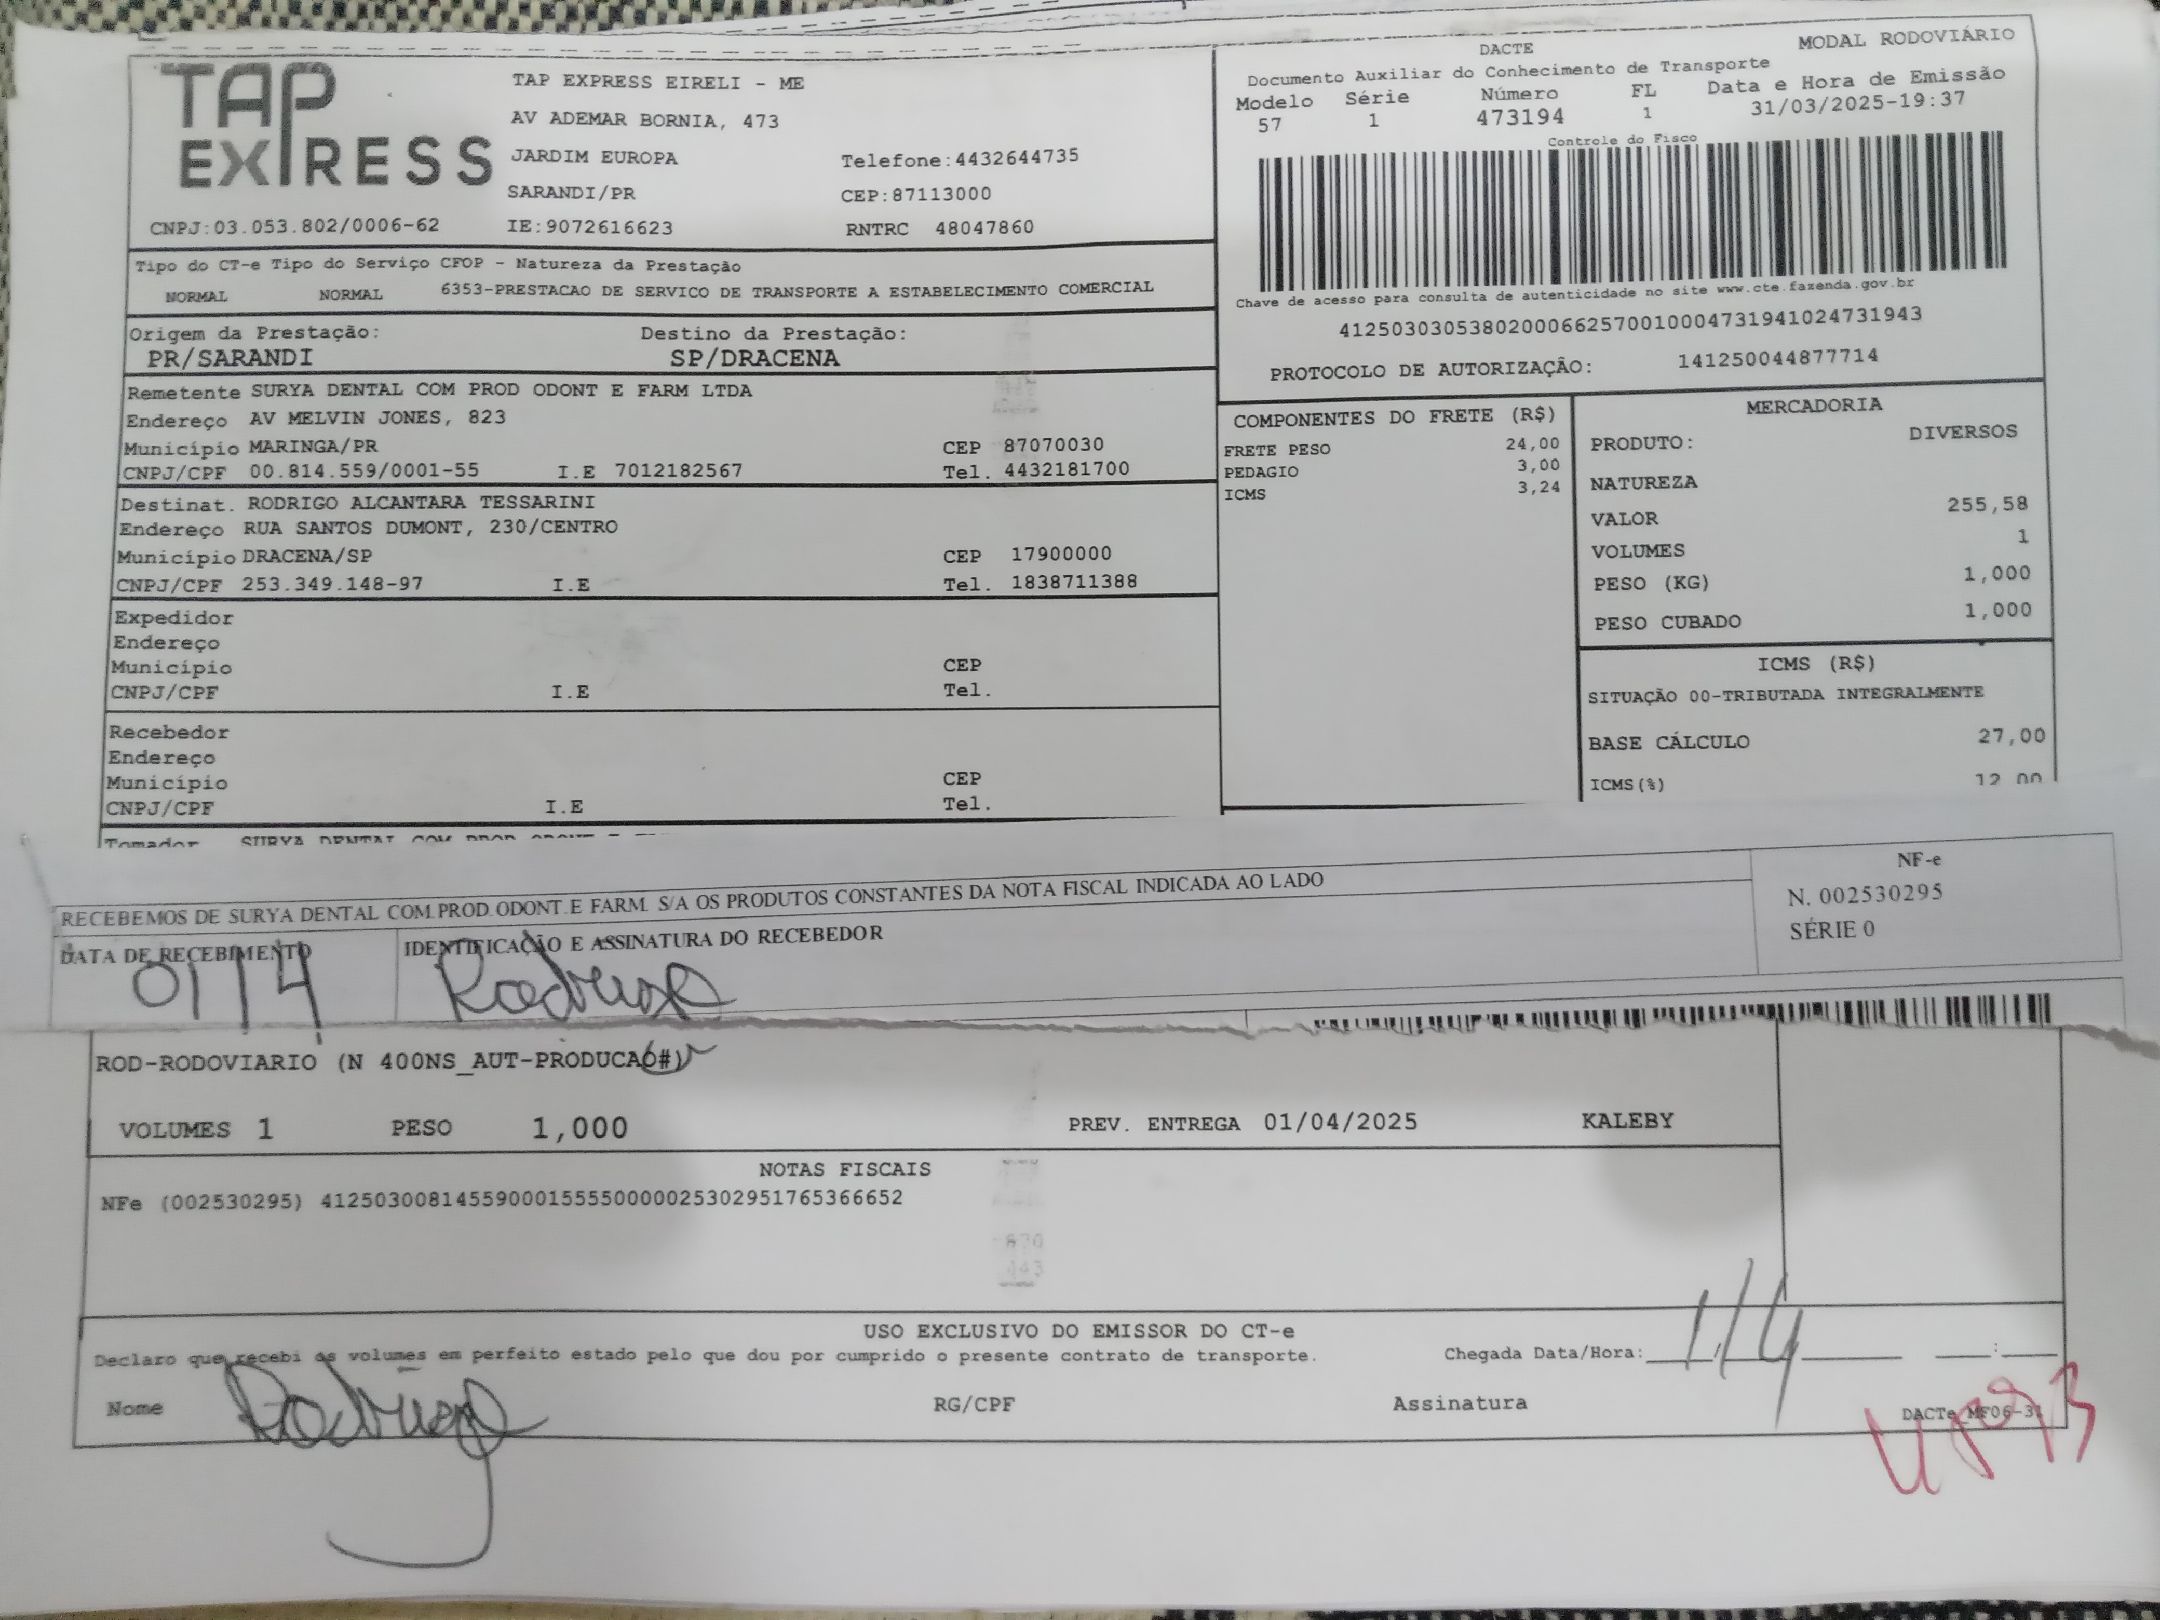 TAP EXPRESS
TAP EXPRESS EIRELI - ME
AV ADEMAR BORNIA, 473
JARDIM EUROPA Telefone:4432644735
SARANDI/PR CEP:87113000
CNPJ:03.053.802/0006-62 IE:9072616623 RNTRC 48047860
DACTE MODAL RODOVIÁRIO
Documento Auxiliar do Conhecimento de Transporte
Modelo Série Número FL Data e Hora de Emissão
57 1 473194 1 31/03/2025-19:37
Controle do Fisco
Chave de acesso para consulta de autenticidade no site www.cte.fazenda.gov.br
41250303053802000662570010004731941024731943
PROTOCOLO DE AUTORIZAÇÃO: 141250044877714
Tipo do CT-e Tipo do Serviço CFOP - Natureza da Prestação
NORMAL NORMAL 6353-PRESTACAO DE SERVICO DE TRANSPORTE A ESTABELECIMENTO COMERCIAL
Origem da Prestação: Destino da Prestação:
PR/SARANDI SP/DRACENA
Remetente SURYA DENTAL COM PROD ODONT E FARM LTDA
Endereço AV MELVIN JONES, 823
Município MARINGA/PR CEP 87070030
CNPJ/CPF 00.814.559/0001-55 I.E 7012182567 Tel. 4432181700
Destinat. RODRIGO ALCANTARA TESSARINI
Endereço RUA SANTOS DUMONT, 230/CENTRO
Município DRACENA/SP CEP 17900000
CNPJ/CPF 253.349.148-97 I.E Tel. 1838711388
Expedidor
Endereço
Município CEP
CNPJ/CPF I.E Tel.
Recebedor
Endereço
Município CEP
CNPJ/CPF I.E Tel.
Tomador SURYA DENTAL COM PROD ODONT E
COMPONENTES DO FRETE (R$)
FRETE PESO 24,00
PEDAGIO 3,00
ICMS 3,24
MERCADORIA
PRODUTO: DIVERSOS
NATUREZA
VALOR 255,58
VOLUMES 1
PESO (KG) 1,000
PESO CUBADO 1,000
ICMS (R$)
SITUAÇÃO 00-TRIBUTADA INTEGRALMENTE
BASE CÁLCULO 27,00
ICMS(%) 12,00
RECEBEMOS DE SURYA DENTAL COM.PROD.ODONT.E FARM. S/A OS PRODUTOS CONSTANTES DA NOTA FISCAL INDICADA AO LADO
NF-e
N. 002530295
SÉRIE 0
DATA DE RECEBIMENTO IDENTIFICAÇÃO E ASSINATURA DO RECEBEDOR
01/4 Rodrigo
ROD-RODOVIARIO (N 400NS_AUT-PRODUCAO#)
VOLUMES 1 PESO 1,000 PREV. ENTREGA 01/04/2025 KALEBY
NOTAS FISCAIS
NFe (002530295) 41250300814559000155550000025302951765366652
USO EXCLUSIVO DO EMISSOR DO CT-e
Declaro que recebi os volumes em perfeito estado pelo que dou por cumprido o presente contrato de transporte. Chegada Data/Hora: 1/4
Nome Rodrigo RG/CPF Assinatura DACTe_MF06-31